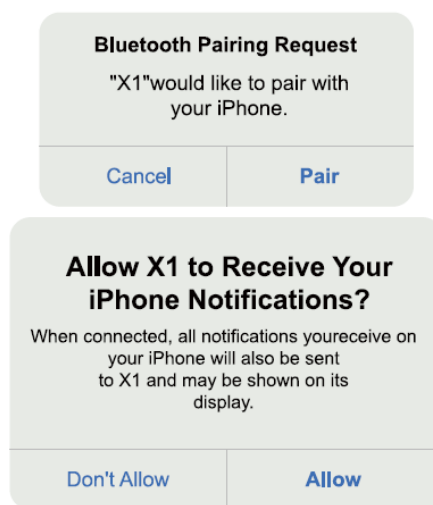 Bluetooth Pairing Request
"X1"would like to pair with
your iPhone.
Cancel Pair
Allow X1 to Receive Your
iPhone Notifications?
When connected, all notifications youreceive on
your iPhone will also be sent
to X1 and may be shown on its
display.
Don't Allow Allow